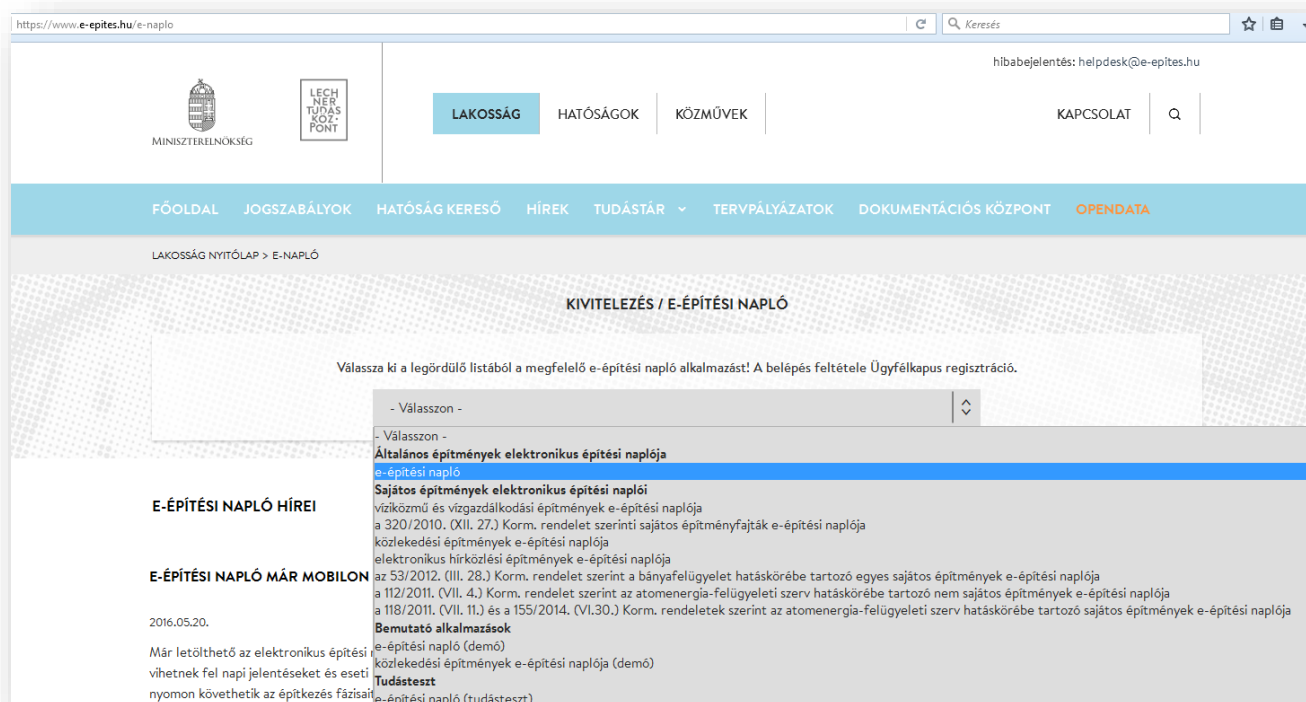 https://www.e-epites.hu/e-naplo
Keresés
hibabejelentés: helpdesk@e-epites.hu
MINISZTERELNÖKSÉG
LECH
NER
TUDÁS
KÖZ·
PONT
LAKOSSÁG
HATÓSÁGOK
KÖZMŰVEK
KAPCSOLAT
FŐOLDAL JOGSZABÁLYOK HATÓSÁG KERESŐ HÍREK TUDÁSTÁR TERVPÁLYÁZATOK DOKUMENTÁCIÓS KÖZPONT OPENDATA
LAKOSSÁG NYITÓLAP > E-NAPLÓ
KIVITELEZÉS / E-ÉPÍTÉSI NAPLÓ
Válassza ki a legördülő listából a megfelelő e-építési napló alkalmazást! A belépés feltétele Ügyfélkapus regisztráció.
- Válasszon -
- Válasszon -
Általános építmények elektronikus építési naplója
e-építési napló
Sajátos építmények elektronikus építési naplói
víziközmű és vízgazdálkodási építmények e-építési naplója
a 320/2010. (XII. 27.) Korm. rendelet szerinti sajátos építményfajták e-építési naplója
közlekedési építmények e-építési naplója
elektronikus hírközlési építmények e-építési naplója
az 53/2012. (III. 28.) Korm. rendelet szerint a bányafelügyelet hatáskörébe tartozó egyes sajátos építmények e-építési naplója
a 112/2011. (VII. 4.) Korm. rendelet szerint az atomenergia-felügyeleti szerv hatáskörébe tartozó nem sajátos építmények e-építési naplója
a 118/2011. (VII. 11.) és a 155/2014. (VI.30.) Korm. rendeletek szerint az atomenergia-felügyeleti szerv hatáskörébe tartozó sajátos építmények e-építési naplója
Bemutató alkalmazások
e-építési napló (demó)
közlekedési építmények e-építési naplója (demó)
Tudásteszt
e-építési napló (tudásteszt)
E-ÉPÍTÉSI NAPLÓ HÍREI
E-ÉPÍTÉSI NAPLÓ MÁR MOBILON
2016.05.20.
Már letölthető az elektronikus építési
vihetnek fel napi jelentéseket és eseti
nyomon követhetik az építkezés fázisait